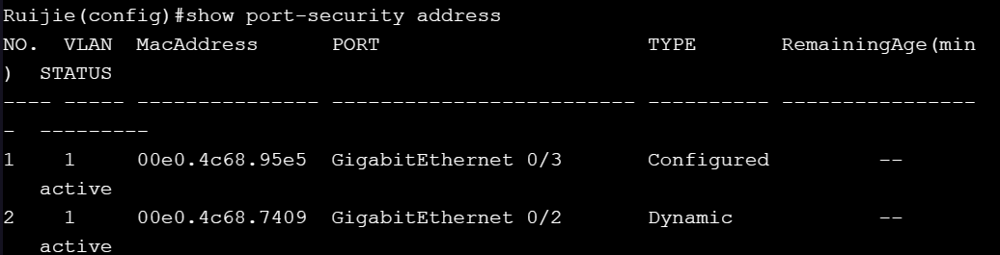 Ruijie(config)#show port-security address
NO.  VLAN  MacAddress      PORT                      TYPE       RemainingAge(min
)  STATUS
---- ----- --------------- ------------------------- ---------- ----------------
-  ---------
1    1     00e0.4c68.95e5  GigabitEthernet 0/3       Configured         --
   active
2    1     00e0.4c68.7409  GigabitEthernet 0/2       Dynamic            --
   active